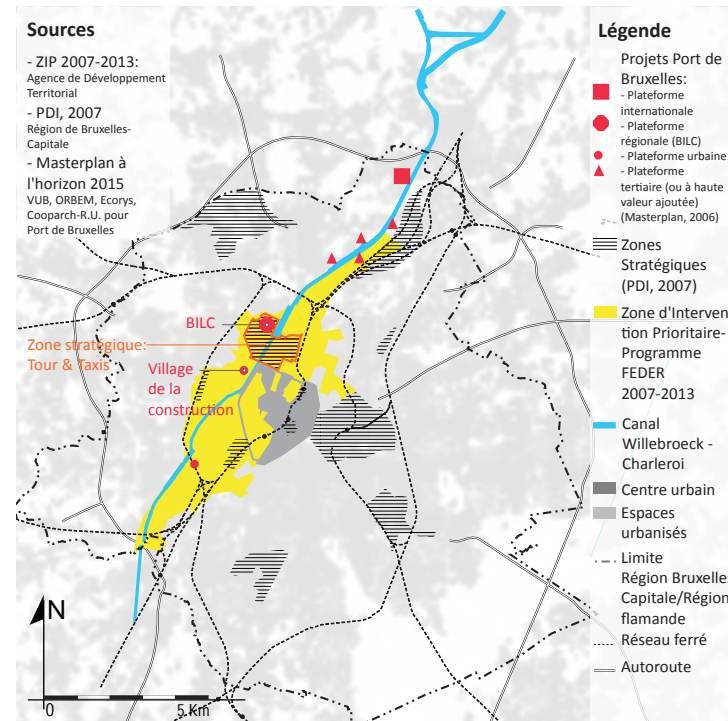 Sources
- ZIP 2007-2013:
Agence de Développement
Territorial
- PDI, 2007
Région de Bruxelles-
Capitale
- Masterplan à
l'horizon 2015
VUB, ORBEM, Ecorys,
Cooparch-R.U. pour
Port de Bruxelles
BILC
Zone stratégique:
Tour & Taxis
Village
de la
construction
N
0 5 Km
Légende
Projets Port de
Bruxelles:
- Plateforme
internationale
- Plateforme
régionale (BILC)
- Plateforme urbaine
- Plateforme
tertiaire (ou à haute
valeur ajoutée)
(Masterplan, 2006)
Zones
Stratégiques
(PDI, 2007)
Zone d'Interven
tion Prioritaire-
Programme
FEDER
2007-2013
Canal
Willebroeck -
Charleroi
Centre urbain
Espaces
urbanisés
Limite
Région Bruxelles
Capitale/Région
flamande
Réseau ferré
Autoroute